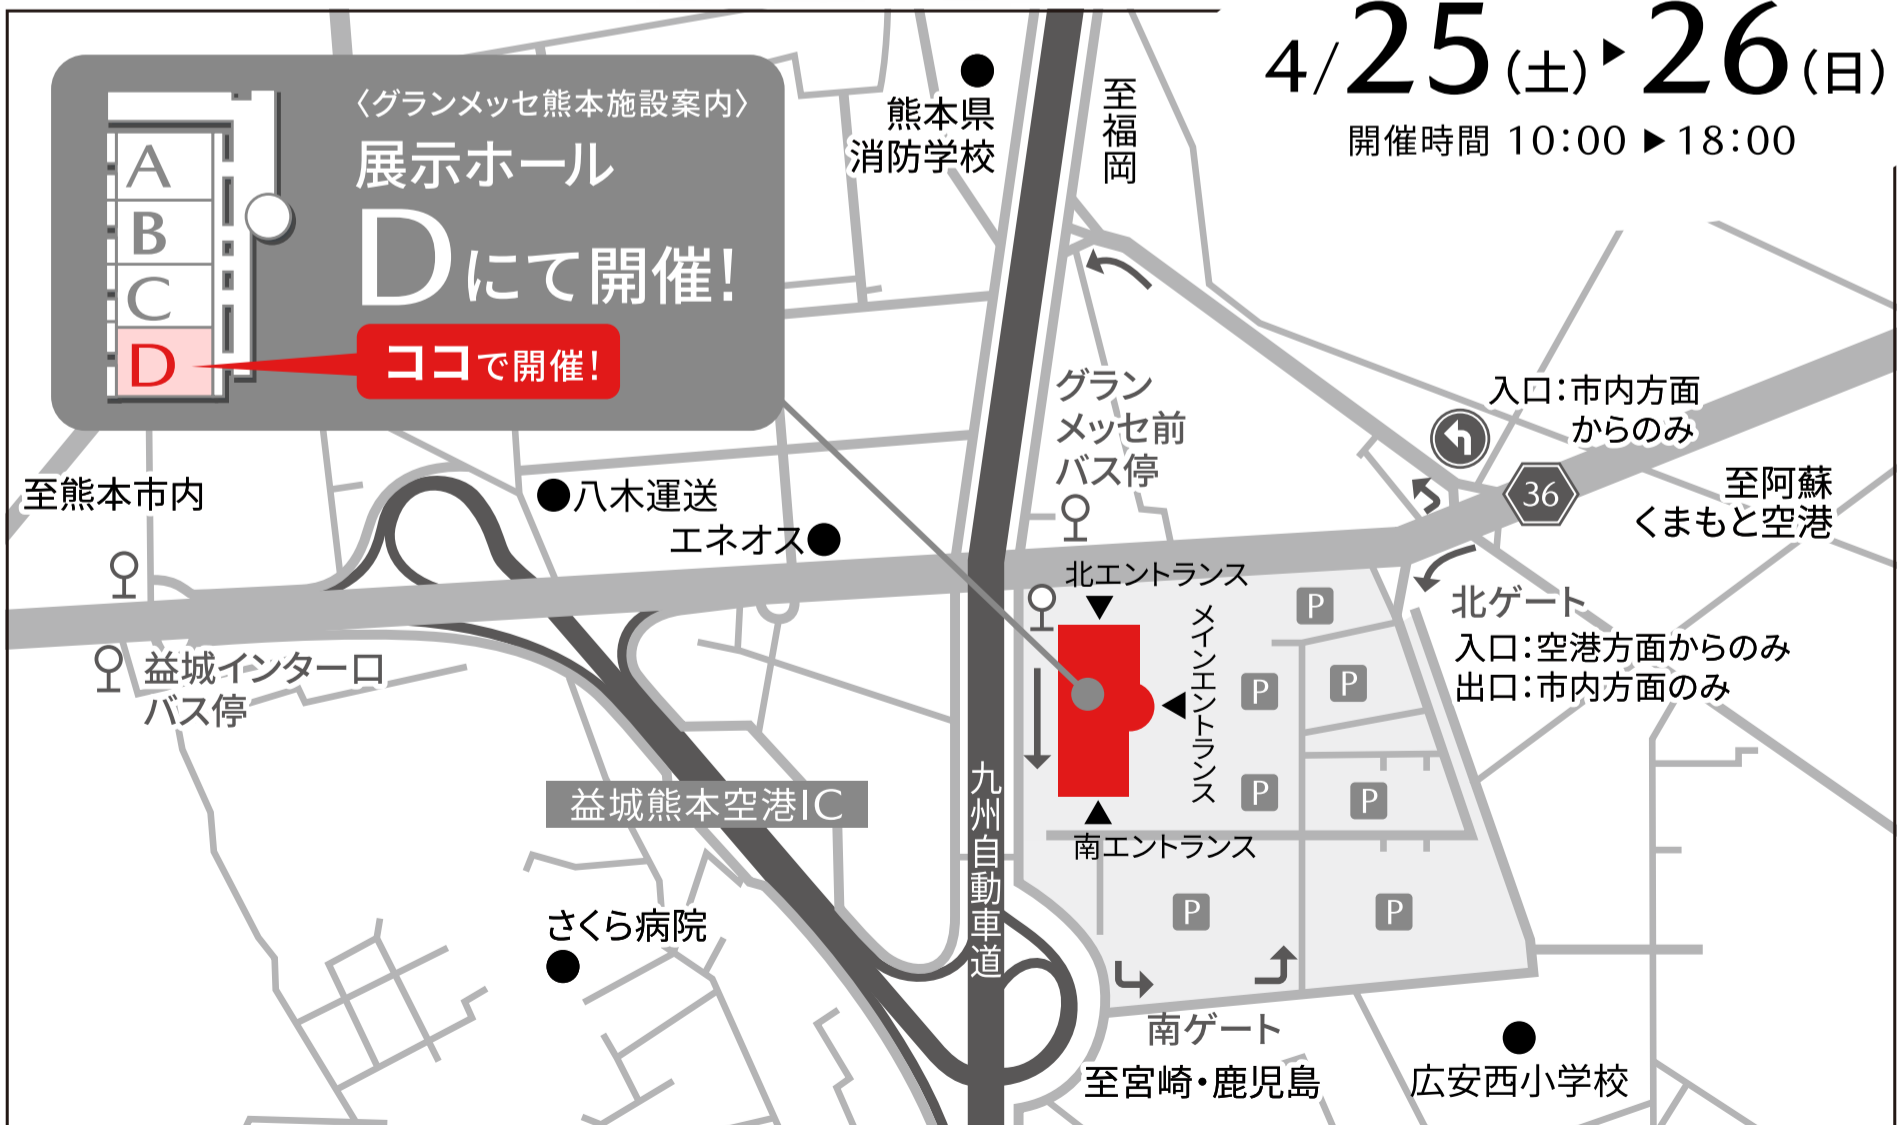 4/25(土)▶26(日)
開催時間 10:00▶18:00
〈グランメッセ熊本施設案内〉
展示ホール
Dにて開催!
ココで開催!
A
B
C
D
熊本県
消防学校
至福岡
グラン
メッセ前
バス停
入口:市内方面
からのみ
36
至阿蘇
くまもと空港
至熊本市内
八木運送
エネオス
北エントランス
メインエントランス
南エントランス
北ゲート
入口:空港方面からのみ
出口:市内方面のみ
P
P
P
P
P
P
P
益城インター口
バス停
益城熊本空港IC
九州自動車道
さくら病院
南ゲート
至宮崎・鹿児島
広安西小学校